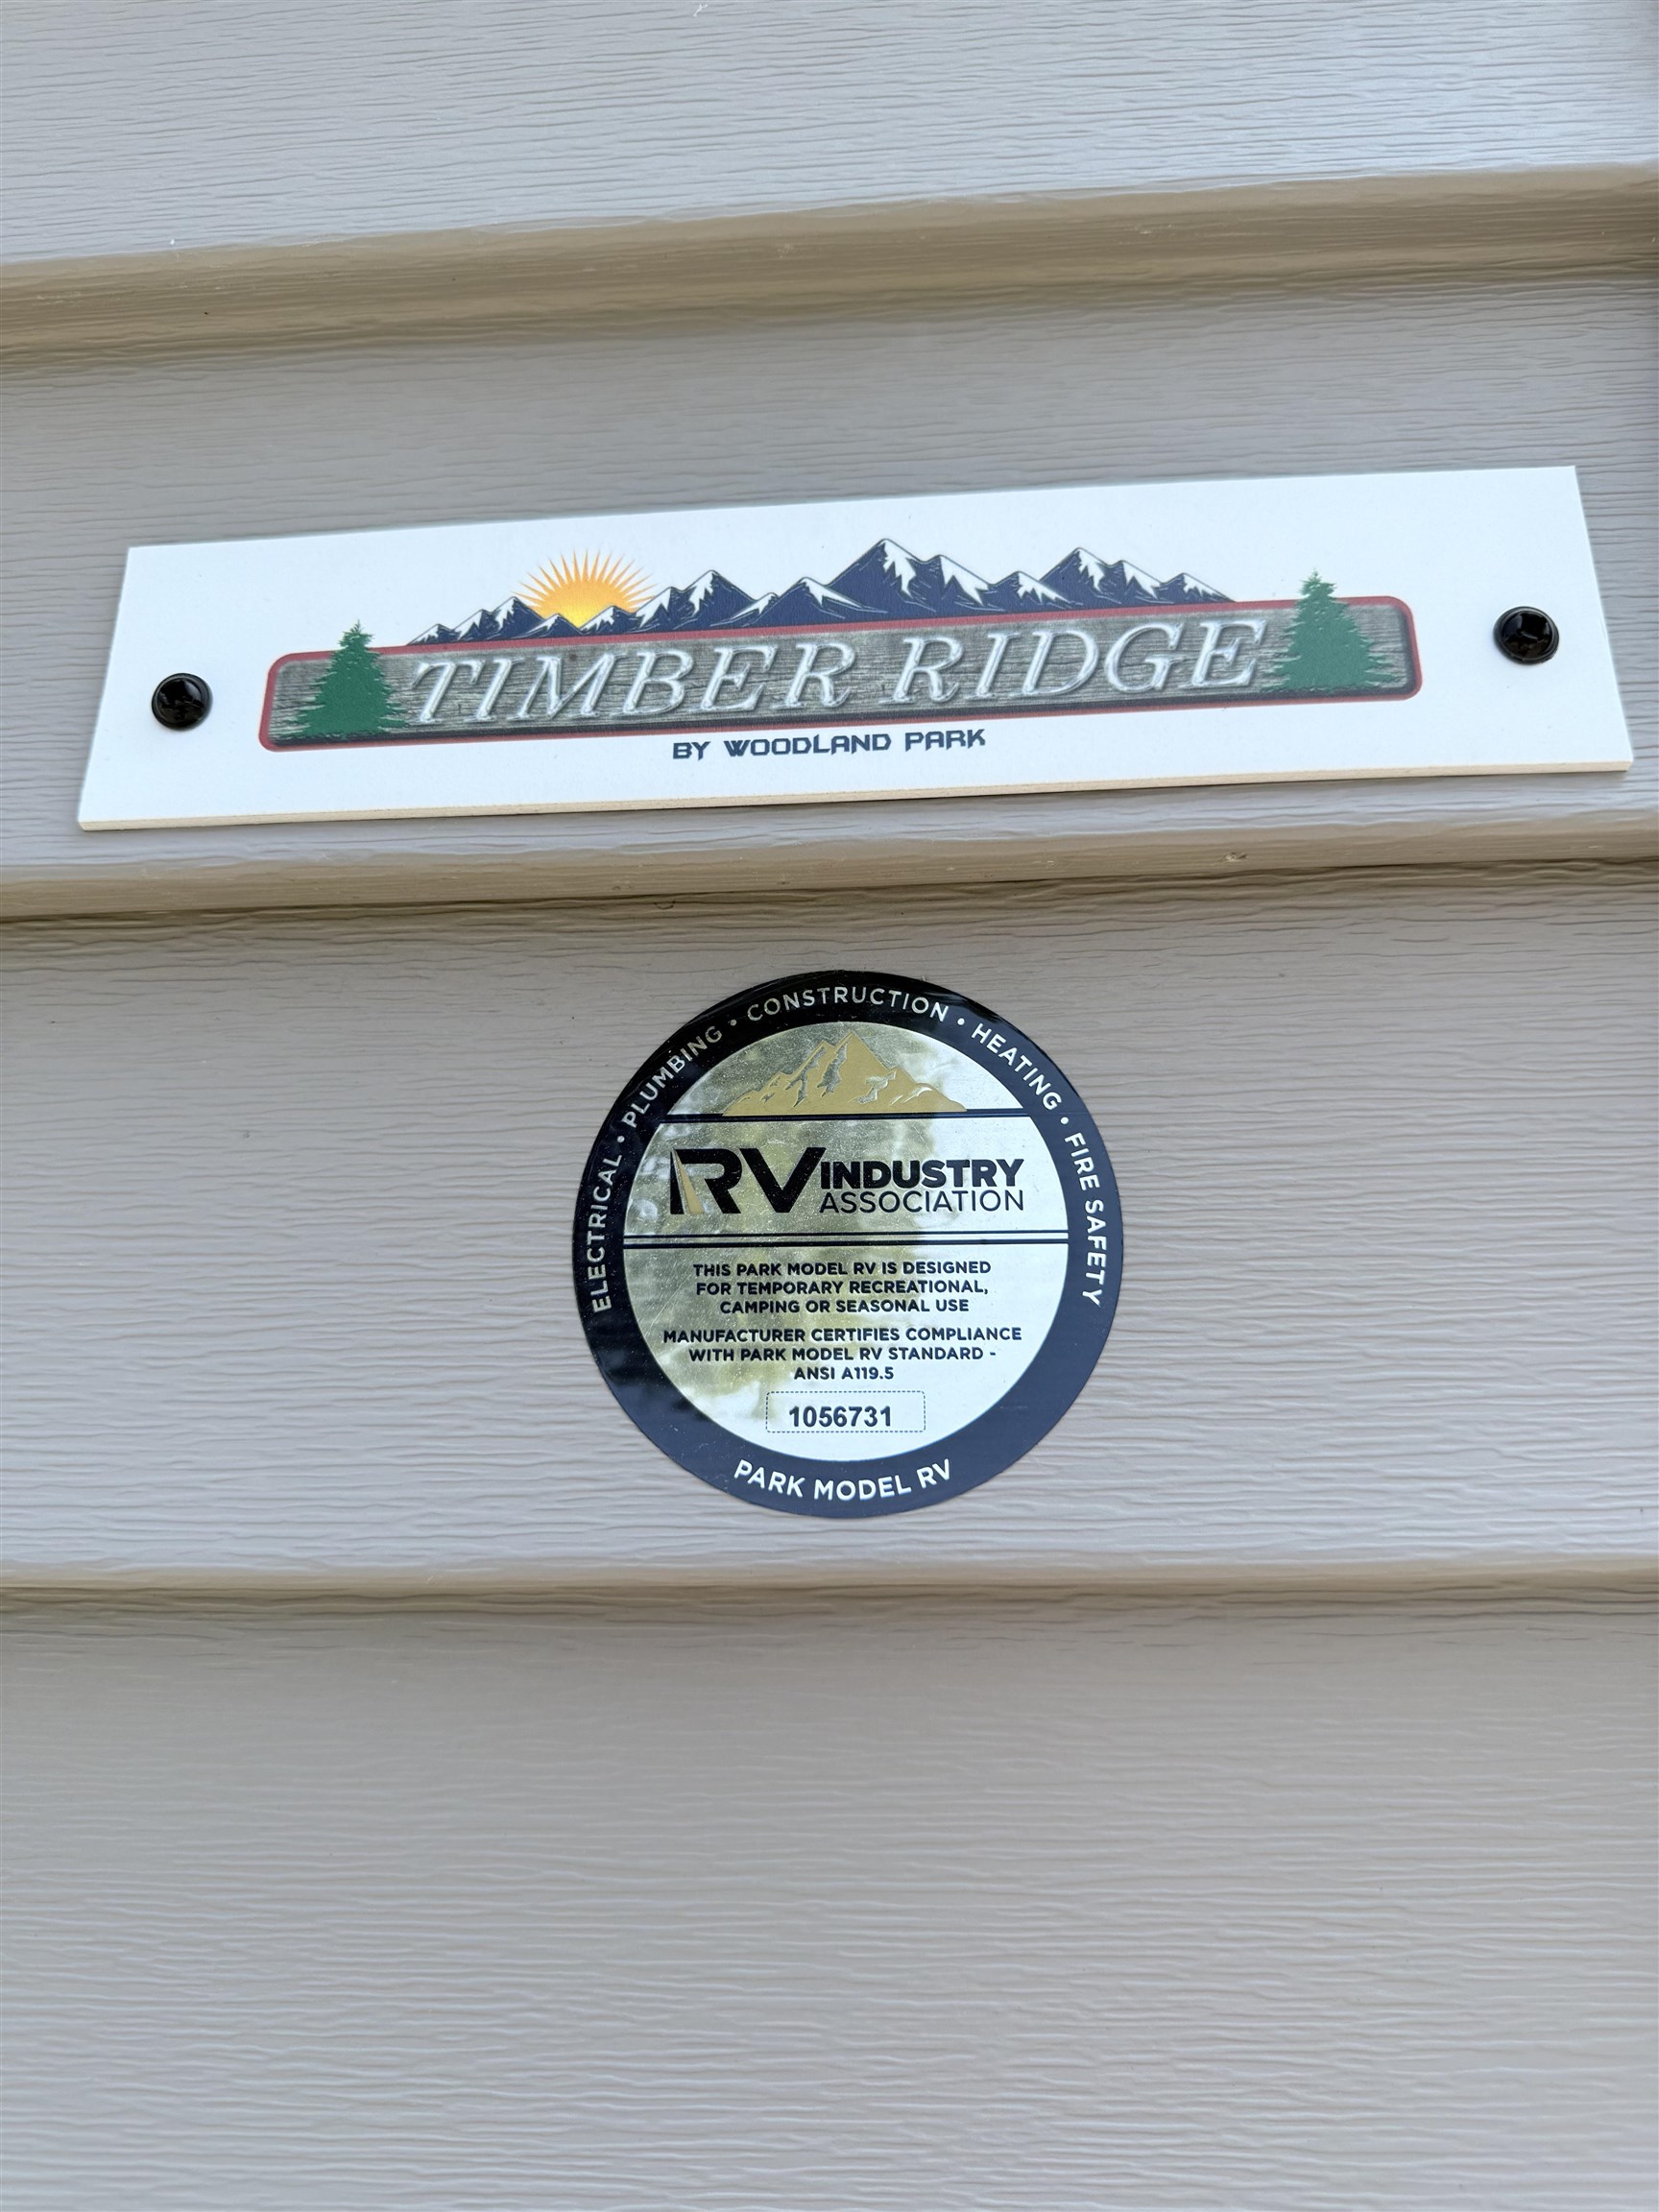 TIMBER RIDGE
BY WOODLAND PARK
ELECTRICAL • PLUMBING • CONSTRUCTION • HEATING • FIRE SAFETY
RV INDUSTRY
ASSOCIATION
THIS PARK MODEL RV IS DESIGNED
FOR TEMPORARY RECREATIONAL,
CAMPING OR SEASONAL USE
MANUFACTURER CERTIFIES COMPLIANCE
WITH PARK MODEL RV STANDARD -
ANSI A119.5
1056731
PARK MODEL RV